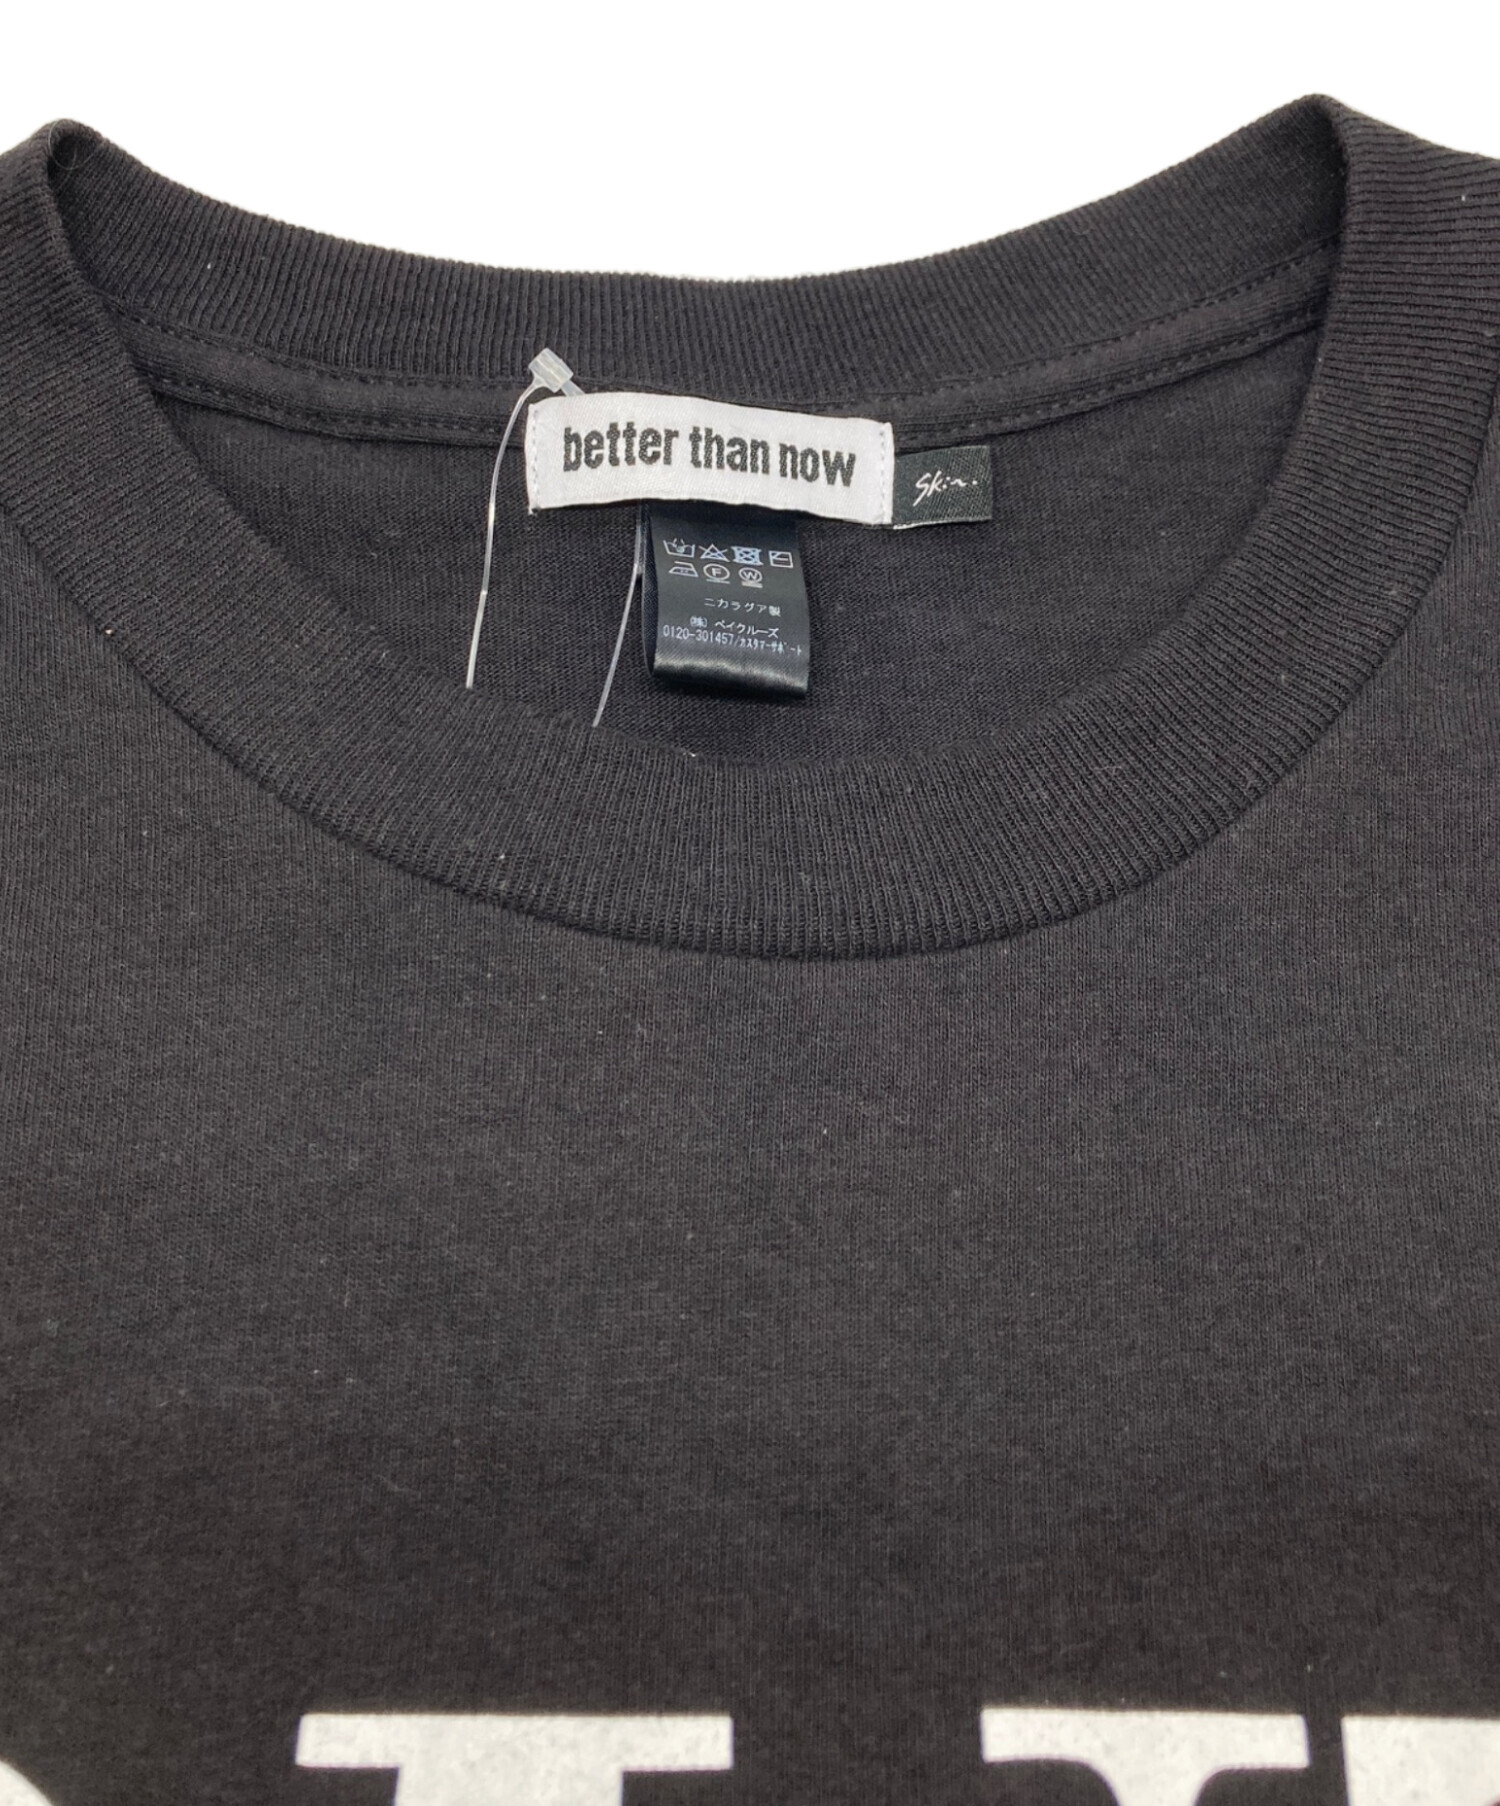 better than now
Skin.
F W
ニカラグア製
(株) ベイクルーズ
0120-301457/カスタマーサポート